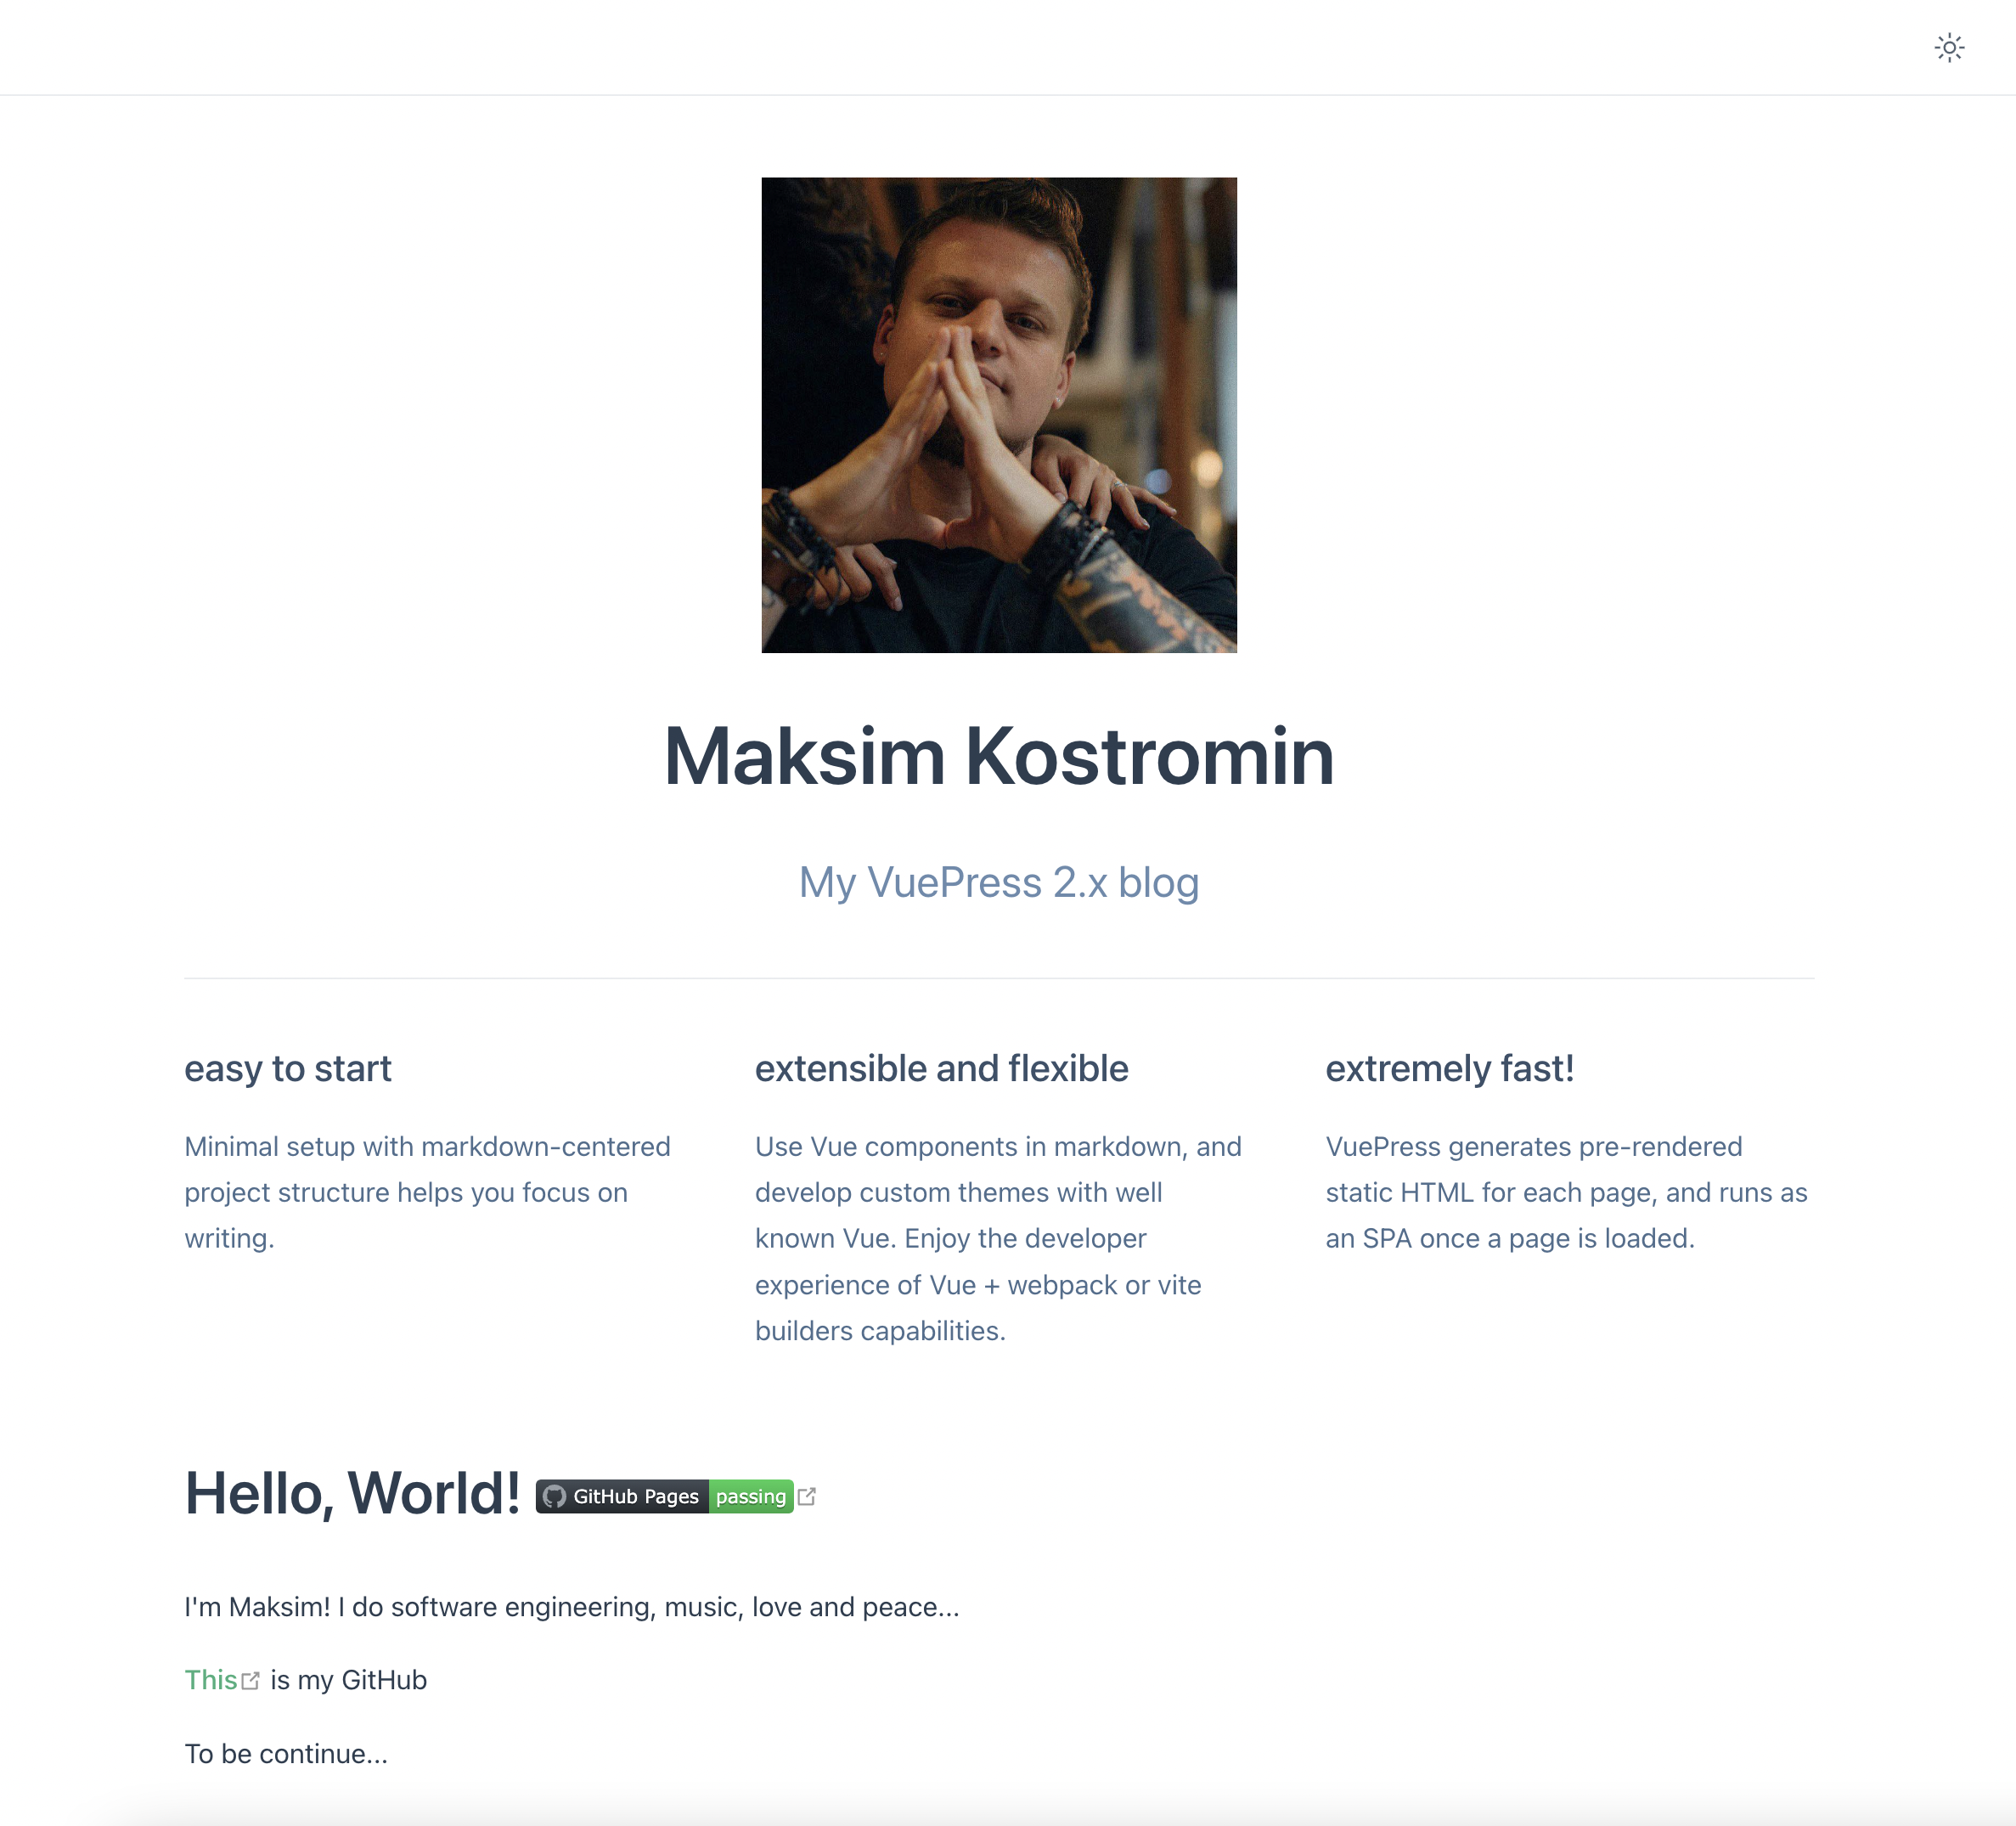 Maksim Kostromin
My VuePress 2.x blog
easy to start
Minimal setup with markdown-centered
project structure helps you focus on
writing.
extensible and flexible
Use Vue components in markdown, and
develop custom themes with well
known Vue. Enjoy the developer
experience of Vue + webpack or vite
builders capabilities.
extremely fast!
VuePress generates pre-rendered
static HTML for each page, and runs as
an SPA once a page is loaded.
Hello, World! GitHub Pages passing
I'm Maksim! I do software engineering, music, love and peace...
This is my GitHub
To be continue...